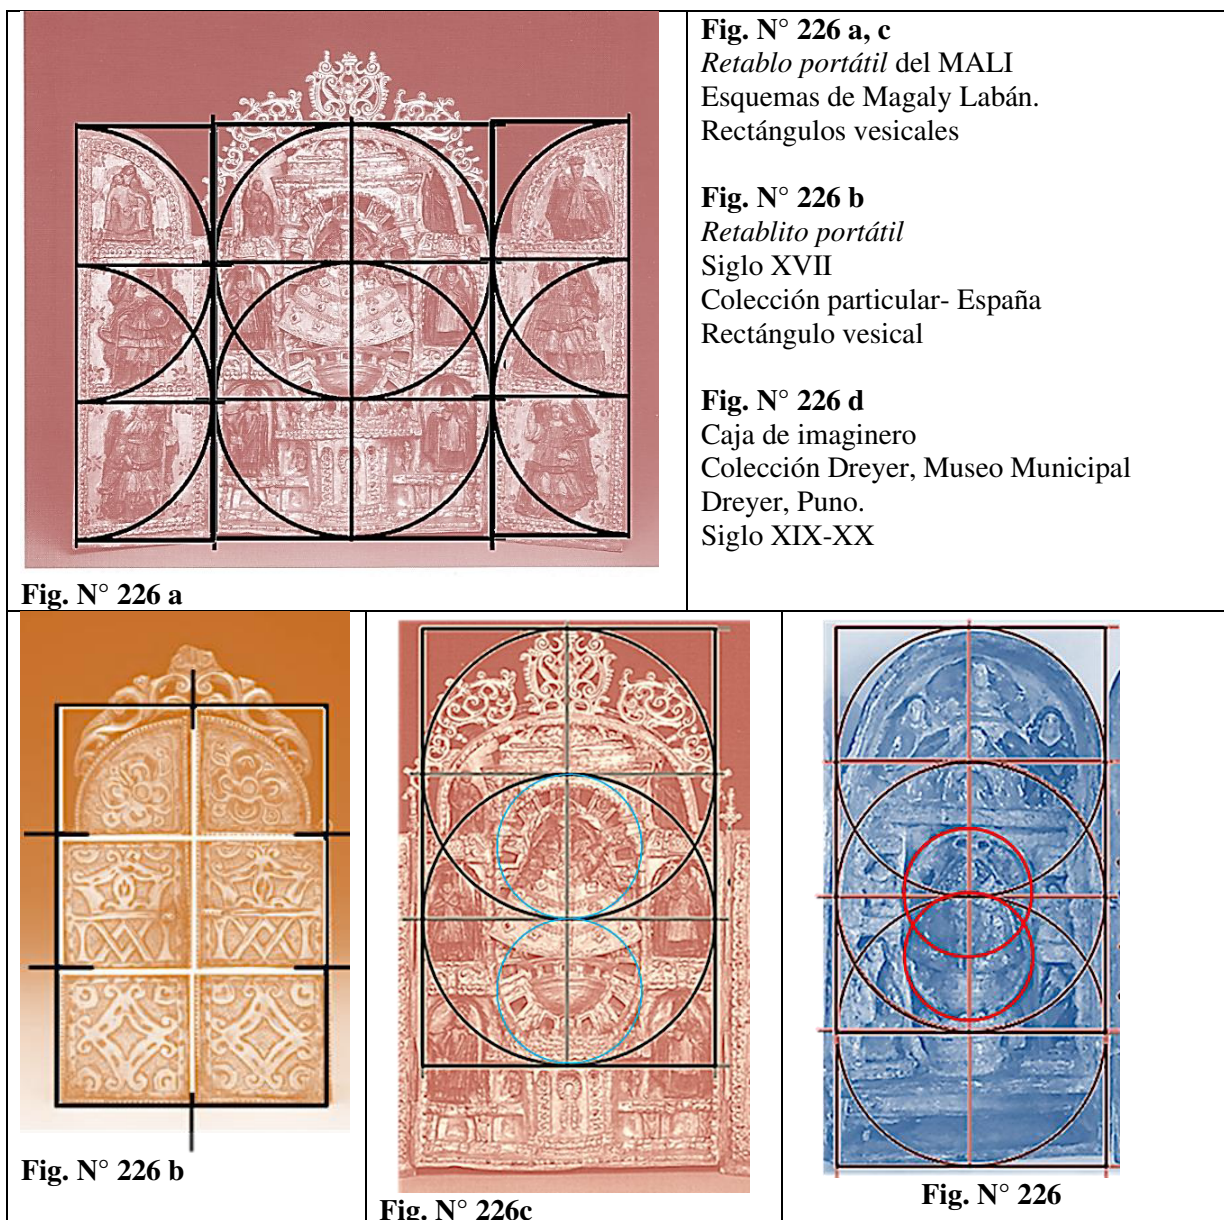 Fig. N° 226 a, c
Retablo portátil del MALI
Esquemas de Magaly Labán.
Rectángulos vesicales
Fig. N° 226 b
Retablito portátil
Siglo XVII
Colección particular- España
Rectángulo vesical
Fig. N° 226 d
Caja de imaginero
Colección Dreyer, Museo Municipal
Dreyer, Puno.
Siglo XIX-XX
Fig. N° 226 a
Fig. N° 226 b
Fig. N° 226c
Fig. N° 226